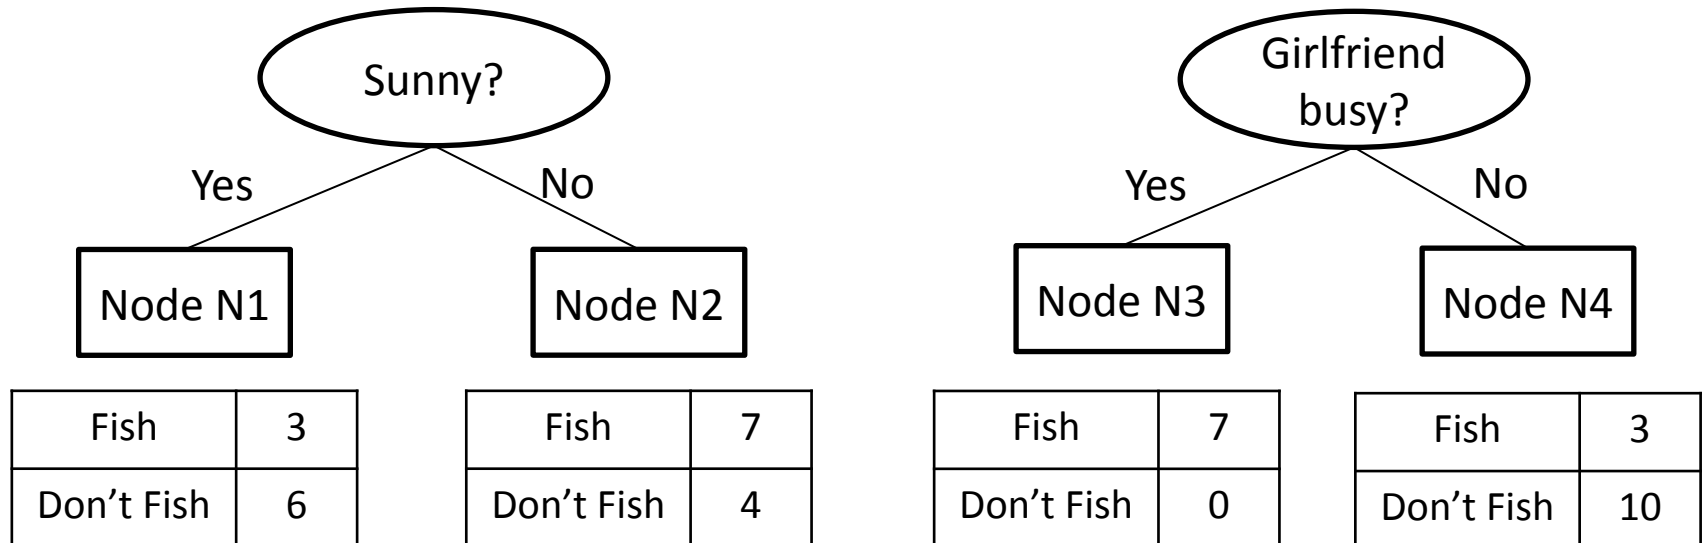 Sunny?
Yes
No
Node N1
Node N2
Fish 3
Don't Fish 6
Fish 7
Don't Fish 4
Girlfriend
busy?
Yes
No
Node N3
Node N4
Fish 7
Don't Fish 0
Fish 3
Don't Fish 10